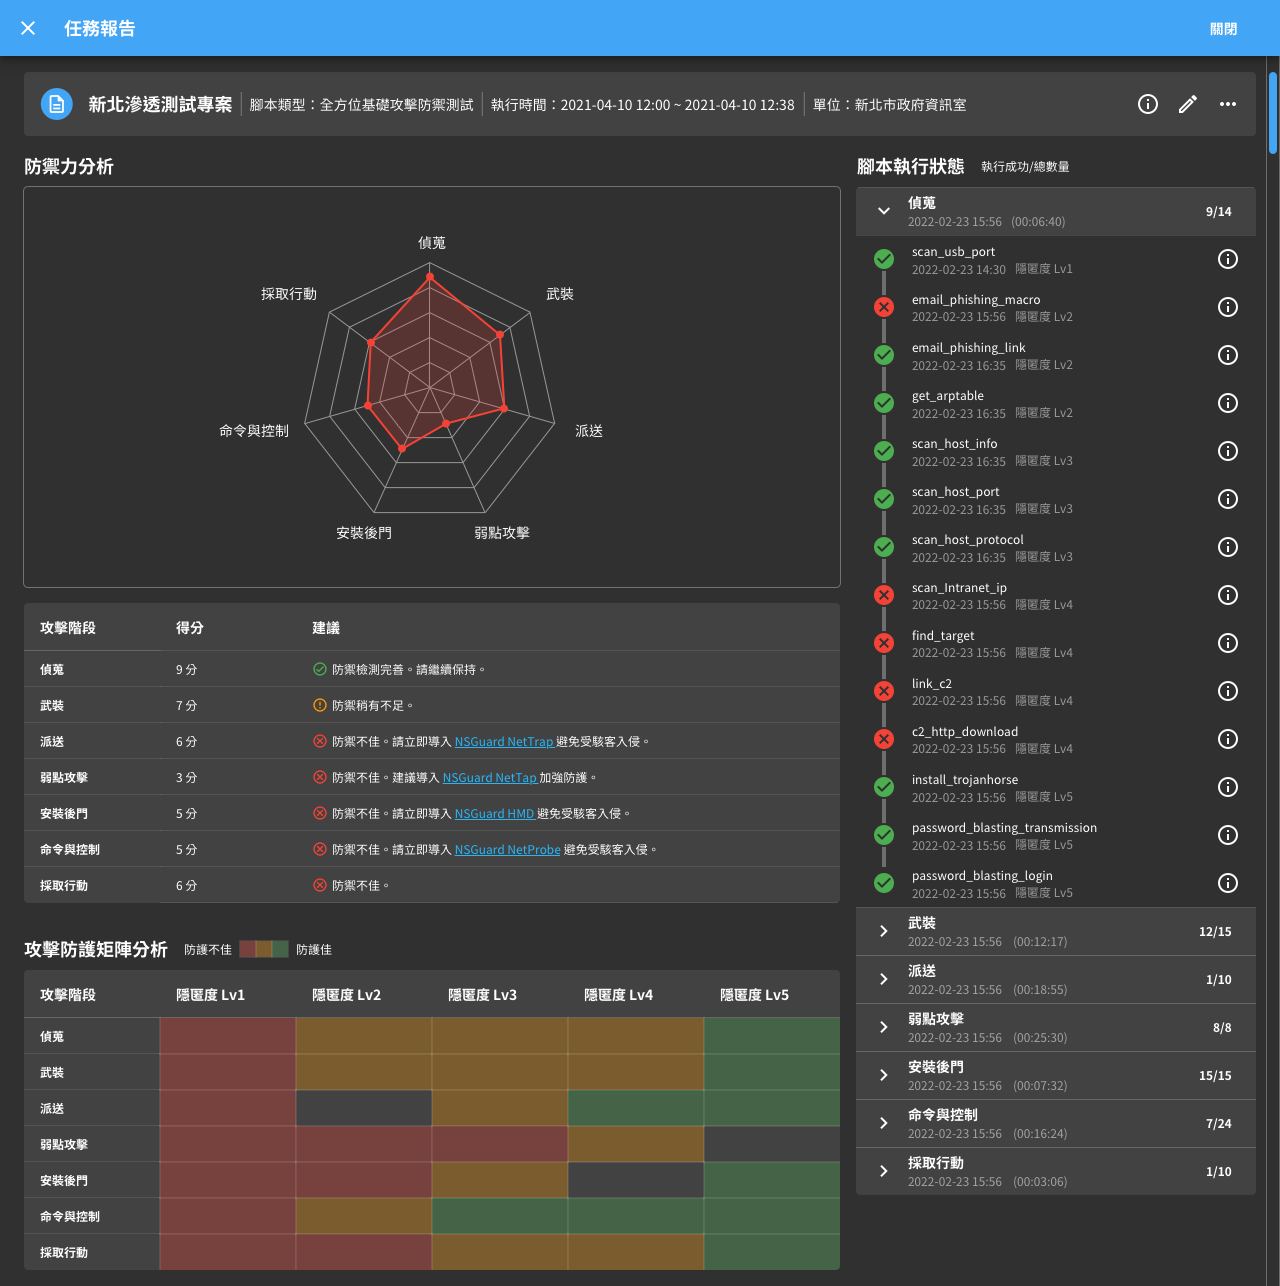 任務報告
關閉
新北滲透測試專案 腳本類型：全方位基礎攻擊防禦測試 執行時間：2021-04-10 12:00 ~ 2021-04-10 12:38 單位：新北市政府資訊室
防禦力分析
偵蒐
採取行動
武裝
命令與控制
派送
安裝後門
弱點攻擊
攻擊階段 得分 建議
偵蒐 9 分 防禦檢測完善。請繼續保持。
武裝 7 分 防禦稍有不足。
派送 6 分 防禦不佳。請立即導入 NSGuard NetTrap 避免受駭客入侵。
弱點攻擊 3 分 防禦不佳。建議導入 NSGuard NetTap 加強防護。
安裝後門 5 分 防禦不佳。請立即導入 NSGuard HMD 避免受駭客入侵。
命令與控制 5 分 防禦不佳。請立即導入 NSGuard NetProbe 避免受駭客入侵。
採取行動 6 分 防禦不佳。
攻擊防護矩陣分析 防護不佳 防護佳
攻擊階段 隱匿度 Lv1 隱匿度 Lv2 隱匿度 Lv3 隱匿度 Lv4 隱匿度 Lv5
偵蒐
武裝
派送
弱點攻擊
安裝後門
命令與控制
採取行動
腳本執行狀態 執行成功/總數量
偵蒐 9/14
2022-02-23 15:56 (00:06:40)
scan_usb_port
2022-02-23 14:30 隱匿度 Lv1
email_phishing_macro
2022-02-23 15:56 隱匿度 Lv2
email_phishing_link
2022-02-23 16:35 隱匿度 Lv2
get_arptable
2022-02-23 16:35 隱匿度 Lv2
scan_host_info
2022-02-23 16:35 隱匿度 Lv3
scan_host_port
2022-02-23 16:35 隱匿度 Lv3
scan_host_protocol
2022-02-23 16:35 隱匿度 Lv3
scan_Intranet_ip
2022-02-23 15:56 隱匿度 Lv4
find_target
2022-02-23 15:56 隱匿度 Lv4
link_c2
2022-02-23 15:56 隱匿度 Lv4
c2_http_download
2022-02-23 15:56 隱匿度 Lv4
install_trojanhorse
2022-02-23 15:56 隱匿度 Lv5
password_blasting_transmission
2022-02-23 15:56 隱匿度 Lv5
password_blasting_login
2022-02-23 15:56 隱匿度 Lv5
武裝 12/15
2022-02-23 15:56 (00:12:17)
派送 1/10
2022-02-23 15:56 (00:18:55)
弱點攻擊 8/8
2022-02-23 15:56 (00:25:30)
安裝後門 15/15
2022-02-23 15:56 (00:07:32)
命令與控制 7/24
2022-02-23 15:56 (00:16:24)
採取行動 1/10
2022-02-23 15:56 (00:03:06)